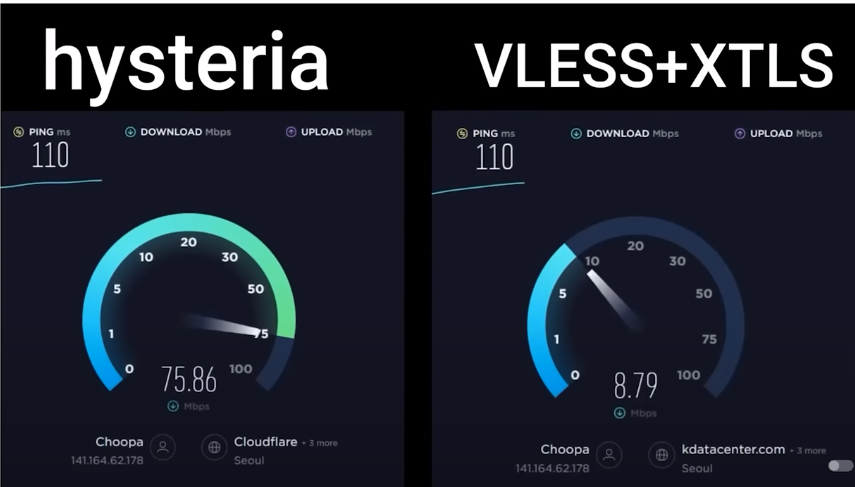 hysteria
PING ms
DOWNLOAD Mbps
UPLOAD Mbps
110
20
10
30
5
50
1
75
0
100
75.86
Mbps
Choopa
141.164.62.178
Cloudflare + 3 more
Seoul
VLESS+XTLS
PING ms
DOWNLOAD Mbps
UPLOAD Mbps
110
20
10
30
5
50
1
75
0
100
8.79
Mbps
Choopa
141.164.62.178
kdatacenter.com + 3 more
Seoul